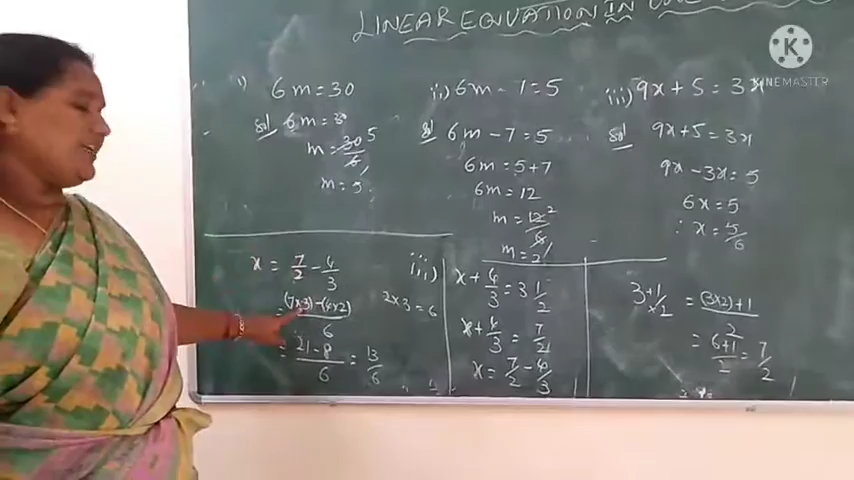 LINEAR EQUATION IN
i) 6m = 30
sol 6m = 30
m = 30/6 5
m = 5
ii) 6m - 7 = 5
sol 6m - 7 = 5
6m = 5+7
6m = 12
m = 12/6 2
m = 2
iii) 9x + 5 = 3x
sol 9x+5 = 3x
9x - 3x = 5
6x = 5
∴ x = 5/6
x = 7/2 - 4/3
(7x3)-(4x2)
6
= 21-8/6 = 13/6
2x3 = 6
iii)
x + 4/3 = 3 1/2
x + 4/3 = 7/2
x = 7/2 - 4/3
3 + 1/x2 = (3x2)+1/2
= 6+1/2 = 7/2
K
KINEMASTER